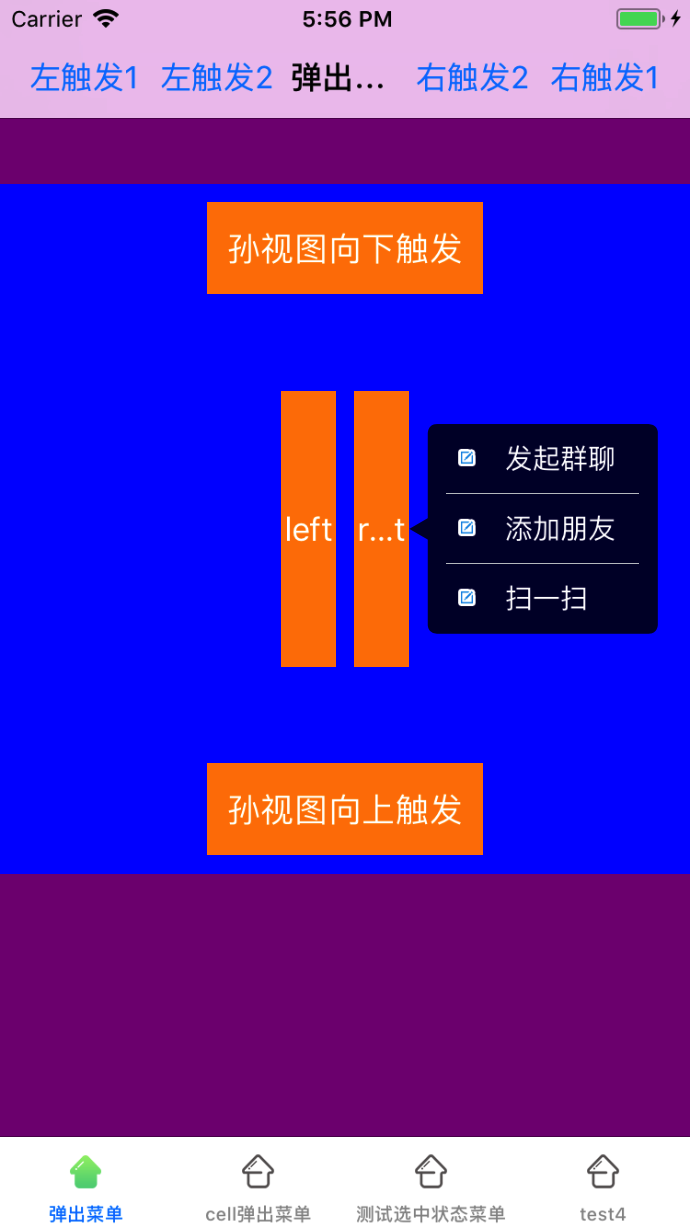 Carrier 5:56 PM
左触发1 左触发2 弹出... 右触发2 右触发1
孙视图向下触发
发起群聊
left r...t 添加朋友
扫一扫
孙视图向上触发
弹出菜单 cell弹出菜单 测试选中状态菜单 test4